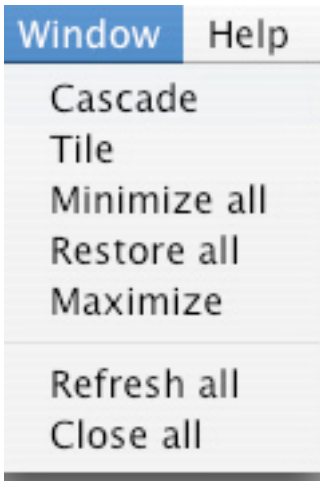 Window Help
Cascade
Tile
Minimize all
Restore all
Maximize
Refresh all
Close all